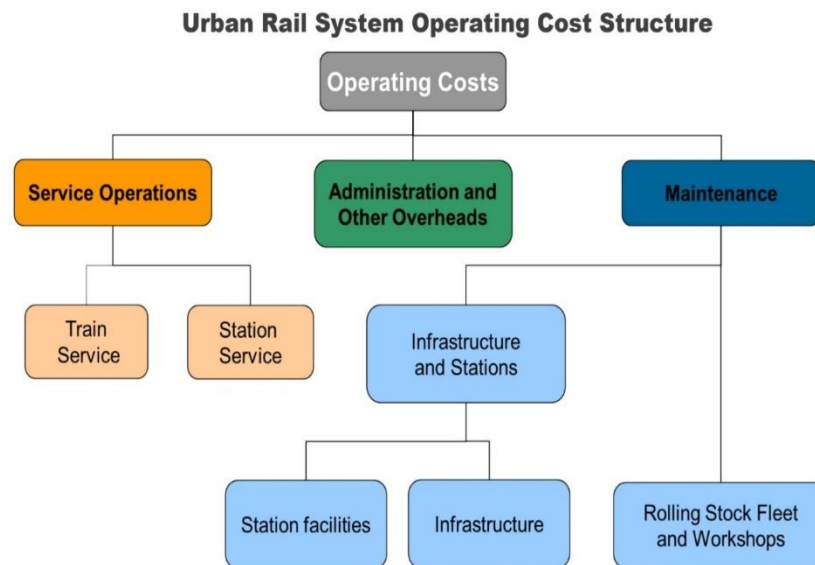 Urban Rail System Operating Cost Structure
Operating Costs
Service Operations
Administration and
Other Overheads
Maintenance
Train
Service
Station
Service
Infrastructure
and Stations
Station facilities
Infrastructure
Rolling Stock Fleet
and Workshops